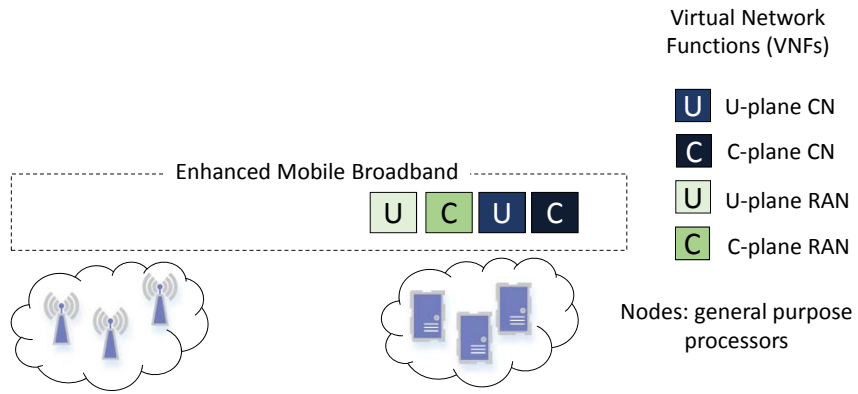 Virtual Network
Functions (VNFs)
U U-plane CN
C C-plane CN
Enhanced Mobile Broadband
U C U C
U U-plane RAN
C C-plane RAN
Nodes: general purpose
processors